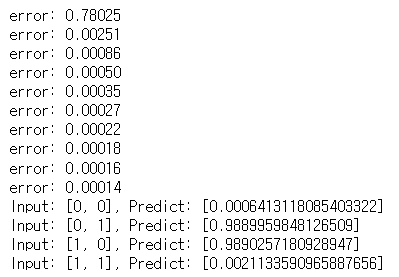 error: 0.78025
error: 0.00251
error: 0.00086
error: 0.00050
error: 0.00035
error: 0.00027
error: 0.00022
error: 0.00018
error: 0.00016
error: 0.00014
Input: [0, 0], Predict: [0.0006413118085403322]
Input: [0, 1], Predict: [0.9889959848126509]
Input: [1, 0], Predict: [0.9890257180928947]
Input: [1, 1], Predict: [0.0021133590965887656]